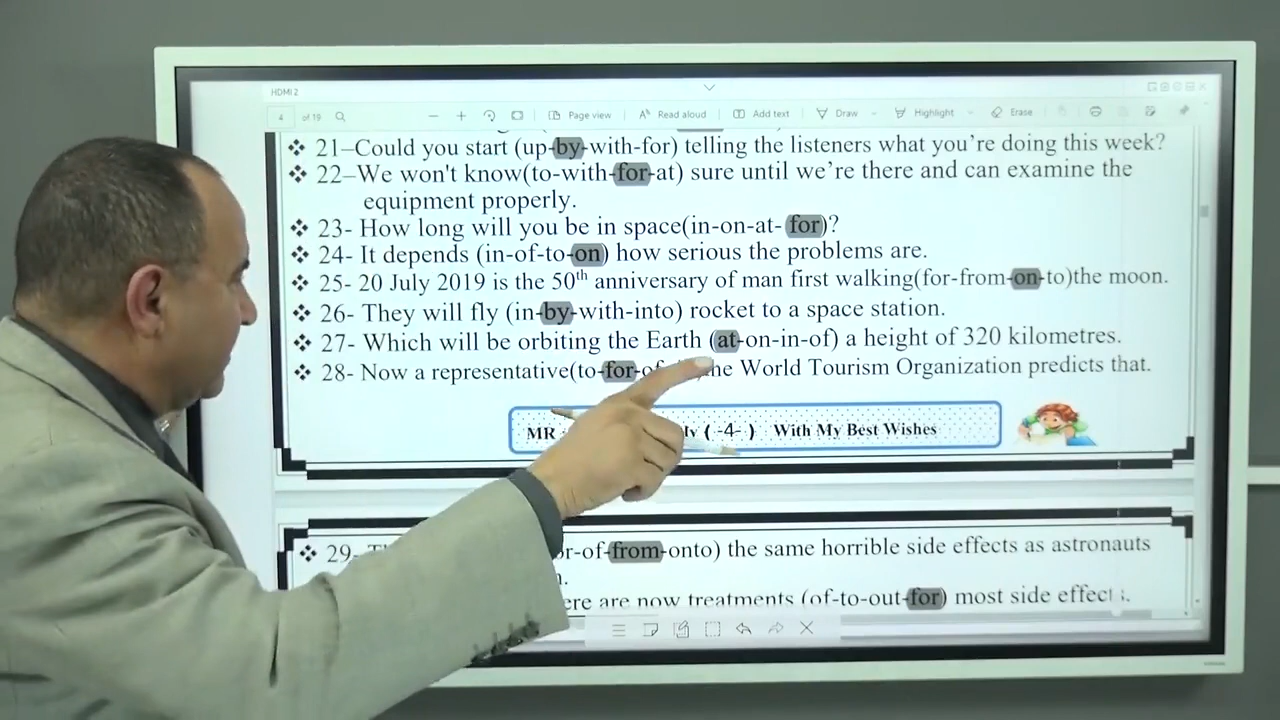 HDMI 2
4 of 19 Page view Read aloud Add text Draw Highlight Erase
❖ 21–Could you start (up-by-with-for) telling the listeners what you're doing this week?
❖ 22–We won't know(to-with-for-at) sure until we're there and can examine the
equipment properly.
❖ 23- How long will you be in space(in-on-at- for)?
❖ 24- It depends (in-of-to-on) how serious the problems are.
❖ 25- 20 July 2019 is the 50th anniversary of man first walking(for-from-on-to)the moon.
❖ 26- They will fly (in-by-with-into) rocket to a space station.
❖ 27- Which will be orbiting the Earth (at-on-in-of) a height of 320 kilometres.
❖ 28- Now a representative(to-for- World Tourism Organization predicts that.
MR ( -4- ) With My Best Wishes
❖ 29- -of-from-onto) the same horrible side effects as astronauts
are now treatments (of-to-out-for) most side effect